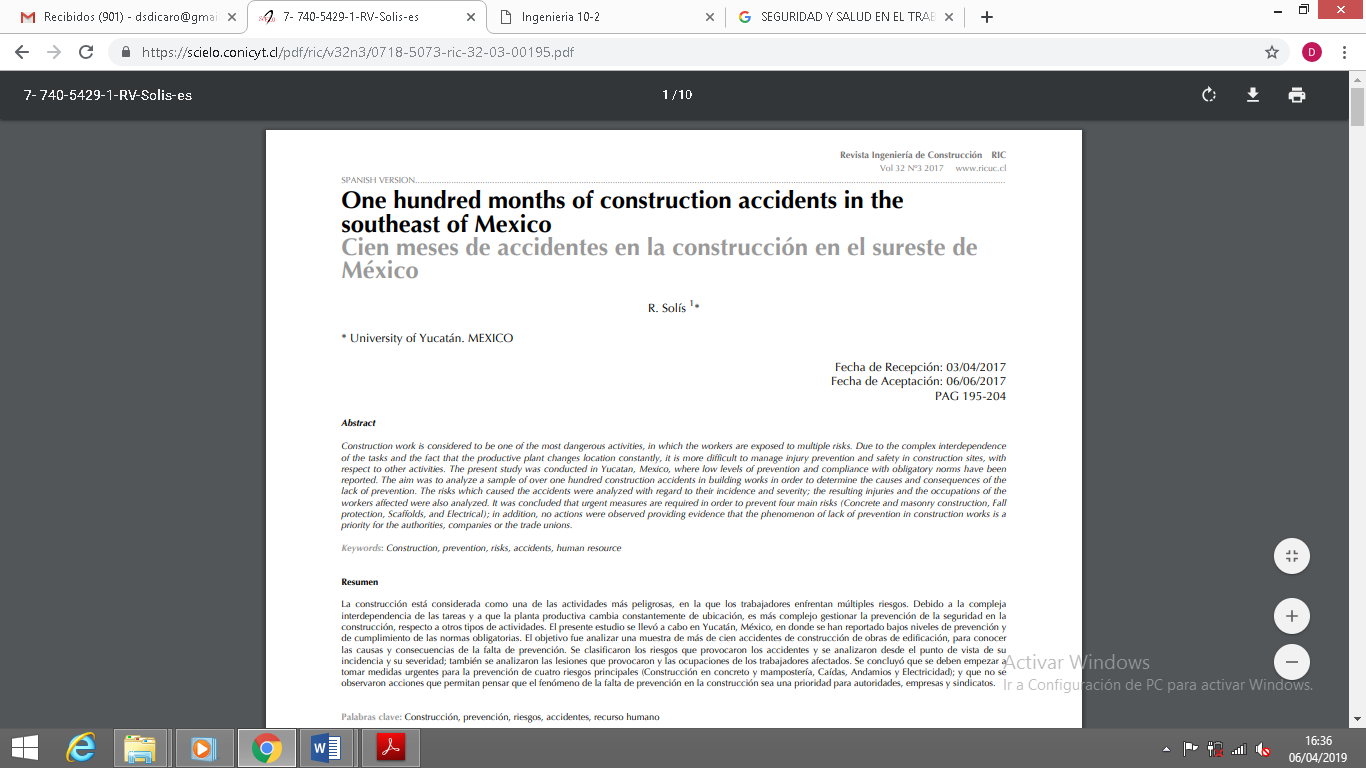 Recibidos (901) - dsdicaro@gmai
7- 740-5429-1-RV-Solis-es
Ingenieria 10-2
SEGURIDAD Y SALUD EN EL TRAB
https://scielo.conicyt.cl/pdf/ric/v32n3/0718-5073-ric-32-03-00195.pdf
D
7- 740-5429-1-RV-Solis-es
1 / 10
Revista Ingeniería de Construcción RIC
Vol 32 Nº3 2017 www.ricuc.cl
SPANISH VERSION
One hundred months of construction accidents in the
southeast of Mexico
Cien meses de accidentes en la construcción en el sureste de
México
R. Solís 1*
* University of Yucatán. MEXICO
Fecha de Recepción: 03/04/2017
Fecha de Aceptación: 06/06/2017
PAG 195-204
Abstract
Construction work is considered to be one of the most dangerous activities, in which the workers are exposed to multiple risks. Due to the complex interdependence
of the tasks and the fact that the productive plant changes location constantly, it is more difficult to manage injury prevention and safety in construction sites, with
respect to other activities. The present study was conducted in Yucatan, Mexico, where low levels of prevention and compliance with obligatory norms have been
reported. The aim was to analyze a sample of over one hundred construction accidents in building works in order to determine the causes and consequences of the
lack of prevention. The risks which caused the accidents were analyzed with regard to their incidence and severity; the resulting injuries and the occupations of the
workers affected were also analyzed. It was concluded that urgent measures are required in order to prevent four main risks (Concrete and masonry construction, Fall
protection, Scaffolds, and Electrical); in addition, no actions were observed providing evidence that the phenomenon of lack of prevention in construction works is a
priority for the authorities, companies or the trade unions.
Keywords: Construction, prevention, risks, accidents, human resource
Resumen
La construcción está considerada como una de las actividades más peligrosas, en la que los trabajadores enfrentan múltiples riesgos. Debido a la compleja
interdependencia de las tareas y a que la planta productiva cambia constantemente de ubicación, es más complejo gestionar la prevención de la seguridad en la
construcción, respecto a otros tipos de actividades. El presente estudio se llevó a cabo en Yucatán, México, en donde se han reportado bajos niveles de prevención y
de cumplimiento de las normas obligatorias. El objetivo fue analizar una muestra de más de cien accidentes de construcción de obras de edificación, para conocer
las causas y consecuencias de la falta de prevención. Se clasificaron los riesgos que provocaron los accidentes y se analizaron desde el punto de vista de su
incidencia y su severidad; también se analizaron las lesiones que provocaron y las ocupaciones de los trabajadores afectados. Se concluyó que se deben empezar a
tomar medidas urgentes para la prevención de cuatro riesgos principales (Construcción en concreto y mampostería, Caídas, Andamios y Electricidad); y que no se
observaron acciones que permitan pensar que el fenómeno de la falta de prevención en la construcción sea una prioridad para autoridades, empresas y sindicatos.
Palabras clave: Construcción, prevención, riesgos, accidentes, recurso humano
Activar Windows
Ir a Configuración de PC para activar Windows.
16:36
06/04/2019